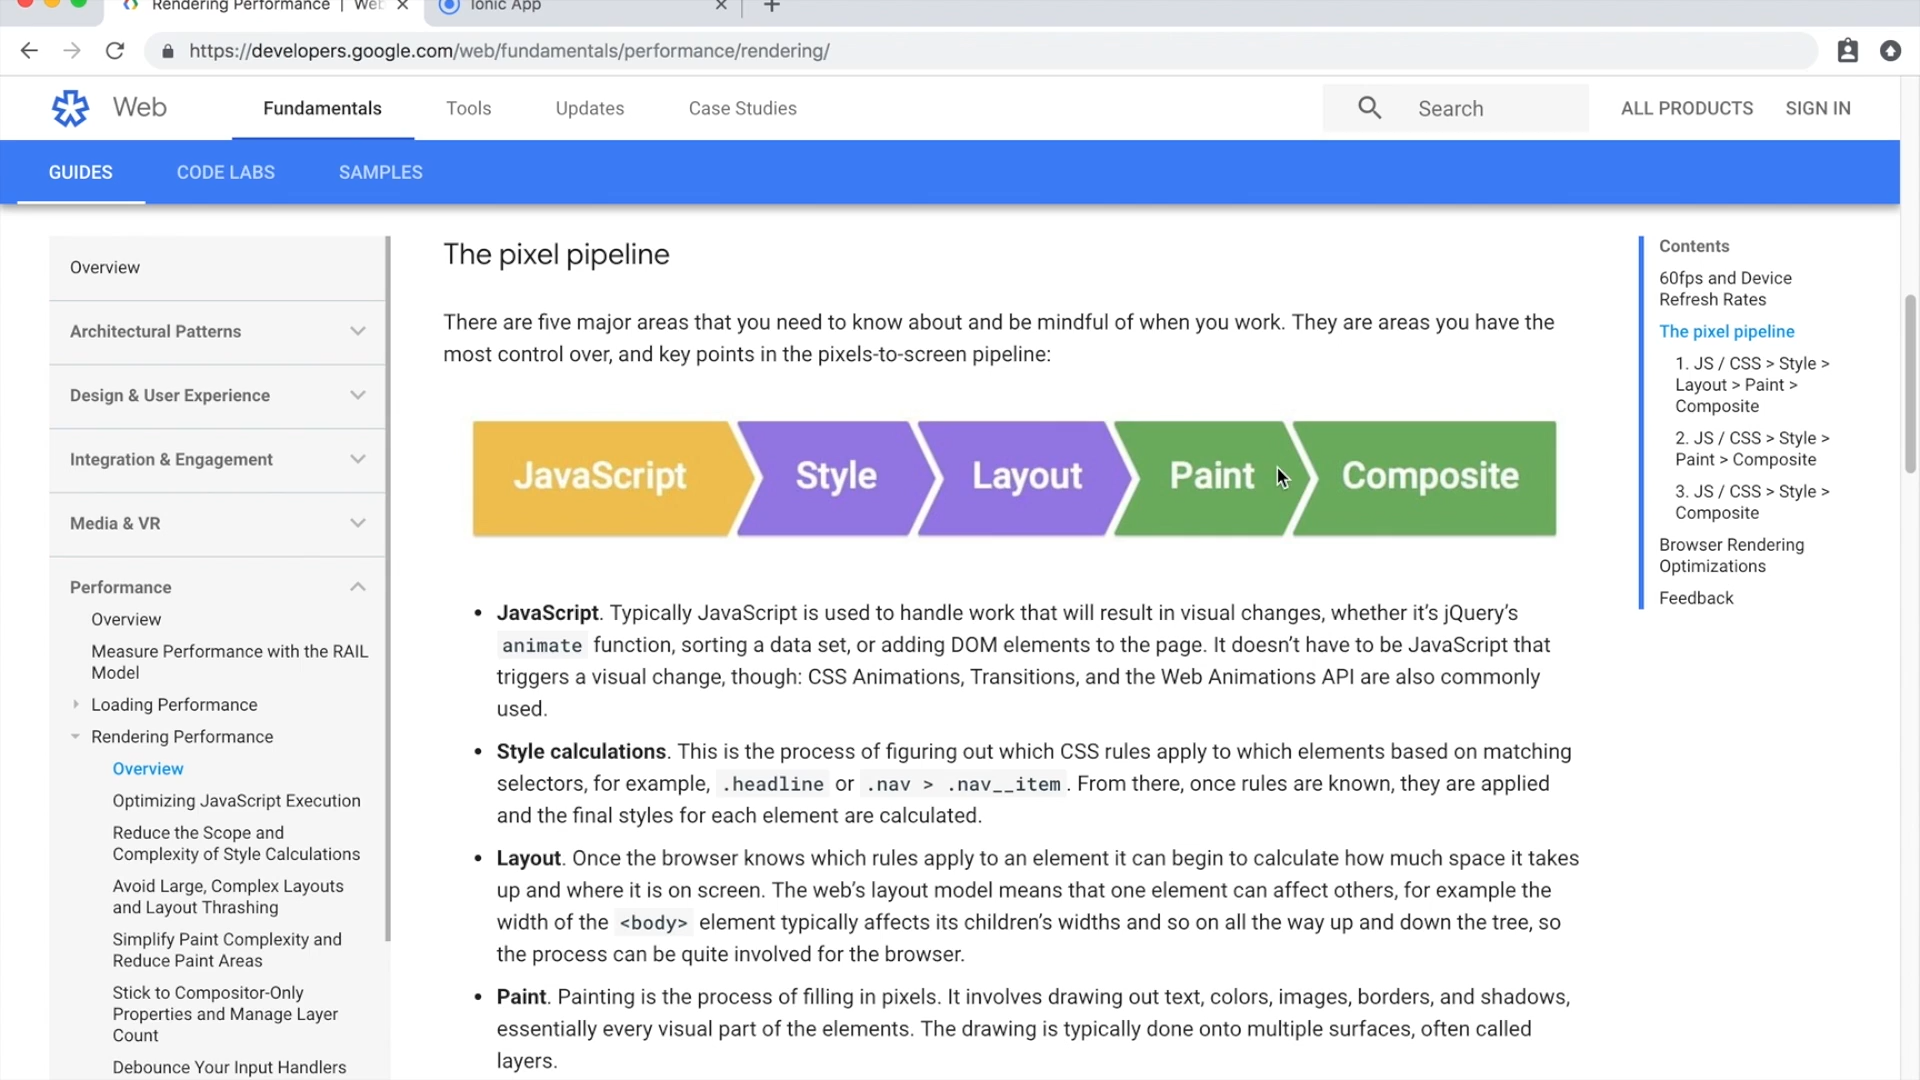 Rendering Performance | Web
Ionic App
https://developers.google.com/web/fundamentals/performance/rendering/
Web
Fundamentals
Tools
Updates
Case Studies
Search
ALL PRODUCTS
SIGN IN
GUIDES
CODE LABS
SAMPLES
Overview
Architectural Patterns
Design & User Experience
Integration & Engagement
Media & VR
Performance
Overview
Measure Performance with the RAIL
Model
Loading Performance
Rendering Performance
Overview
Optimizing JavaScript Execution
Reduce the Scope and
Complexity of Style Calculations
Avoid Large, Complex Layouts
and Layout Thrashing
Simplify Paint Complexity and
Reduce Paint Areas
Stick to Compositor-Only
Properties and Manage Layer
Count
Debounce Your Input Handlers
The pixel pipeline
There are five major areas that you need to know about and be mindful of when you work. They are areas you have the
most control over, and key points in the pixels-to-screen pipeline:
JavaScript
Style
Layout
Paint
Composite
• JavaScript. Typically JavaScript is used to handle work that will result in visual changes, whether it’s jQuery’s
animate function, sorting a data set, or adding DOM elements to the page. It doesn’t have to be JavaScript that
triggers a visual change, though: CSS Animations, Transitions, and the Web Animations API are also commonly
used.
• Style calculations. This is the process of figuring out which CSS rules apply to which elements based on matching
selectors, for example, .headline or .nav > .nav__item. From there, once rules are known, they are applied
and the final styles for each element are calculated.
• Layout. Once the browser knows which rules apply to an element it can begin to calculate how much space it takes
up and where it is on screen. The web’s layout model means that one element can affect others, for example the
width of the <body> element typically affects its children’s widths and so on all the way up and down the tree, so
the process can be quite involved for the browser.
• Paint. Painting is the process of filling in pixels. It involves drawing out text, colors, images, borders, and shadows,
essentially every visual part of the elements. The drawing is typically done onto multiple surfaces, often called
layers.
Contents
60fps and Device
Refresh Rates
The pixel pipeline
1. JS / CSS > Style >
Layout > Paint >
Composite
2. JS / CSS > Style >
Paint > Composite
3. JS / CSS > Style >
Composite
Browser Rendering
Optimizations
Feedback